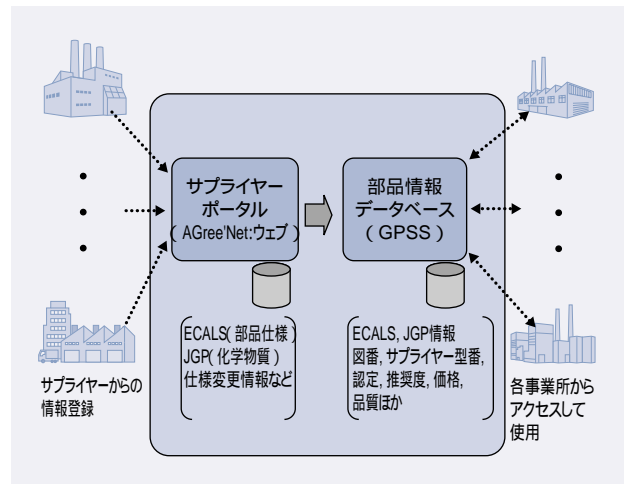 サプライヤー
ポータル
(AGree'Net:ウェブ)
部品情報
データベース
(GPSS)
ECALS(部品仕様)
JGP(化学物質)
仕様変更情報など
ECALS, JGP情報
図番, サプライヤー型番,
認定, 推奨度, 価格,
品質ほか
サプライヤーからの
情報登録
各事業所から
アクセスして
使用